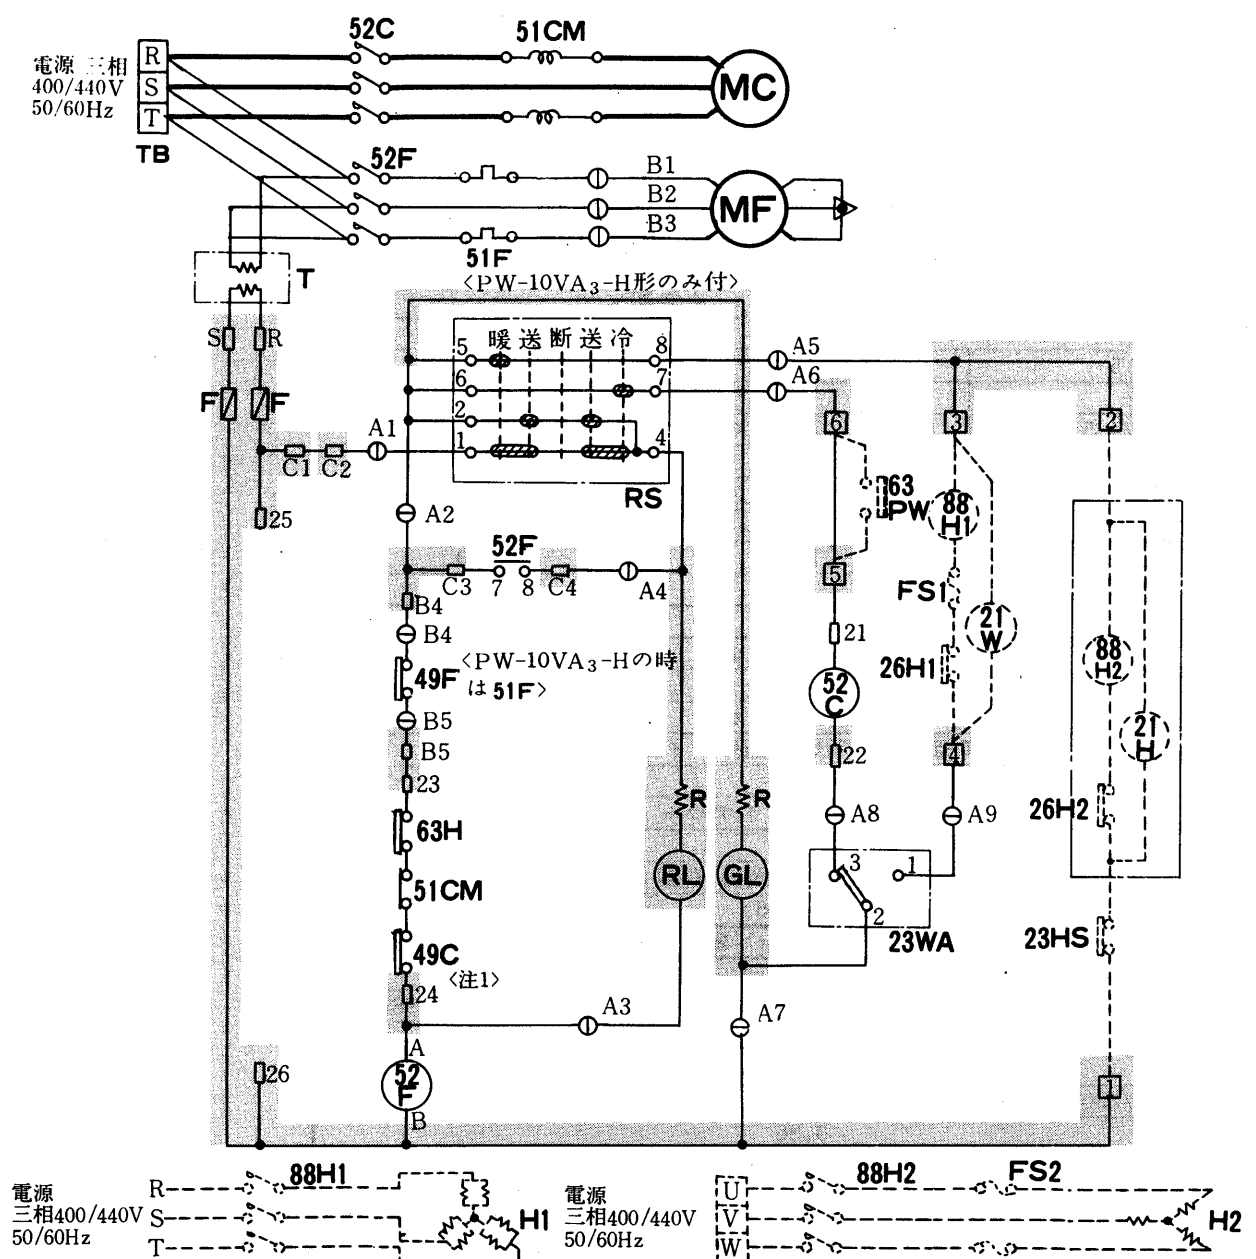 52C
51CM
電源 三相
400/440V
50/60Hz
R
S
T
TB
MC
52F
B1
B2
B3
MF
51F
T
<PW-10VA3-H形のみ付>
S
R
暖 送 断 送 冷
5
8
A5
6
7
A6
F
F
2
6
3
2
A1
1
4
C1
C2
RS
63
PW
88
H1
25
A2
52F
C3
7
8
C4
A4
5
FS1
B4
B4
21
21
W
<PW-10VA3-Hの時
は51F>
49F
26H1
88
H2
52
C
B5
B5
21
H
22
4
23
R
R
A8
A9
26H2
63H
3
1
RL
GL
51CM
2
23WA
23HS
49C
<注1>
24
A3
A7
A
26
52
F
1
B
電源
三相400/440V
50/60Hz
R
S
T
88H1
H1
電源
三相400/440V
50/60Hz
U
V
W
88H2
FS2
H2